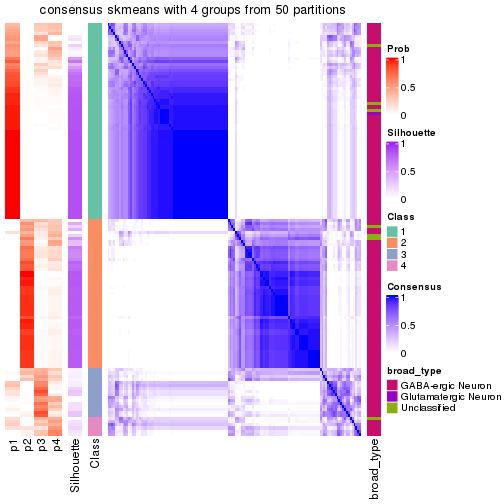 consensus skmeans with 4 groups from 50 partitions
Prob
1
0.5
0
Silhouette
1
0.5
0
Class
1
2
3
4
Consensus
1
0.5
0
broad_type
GABA-ergic Neuron
Glutamatergic Neuron
Unclassified
p1
p2
p3
p4
Silhouette
Class
broad_type